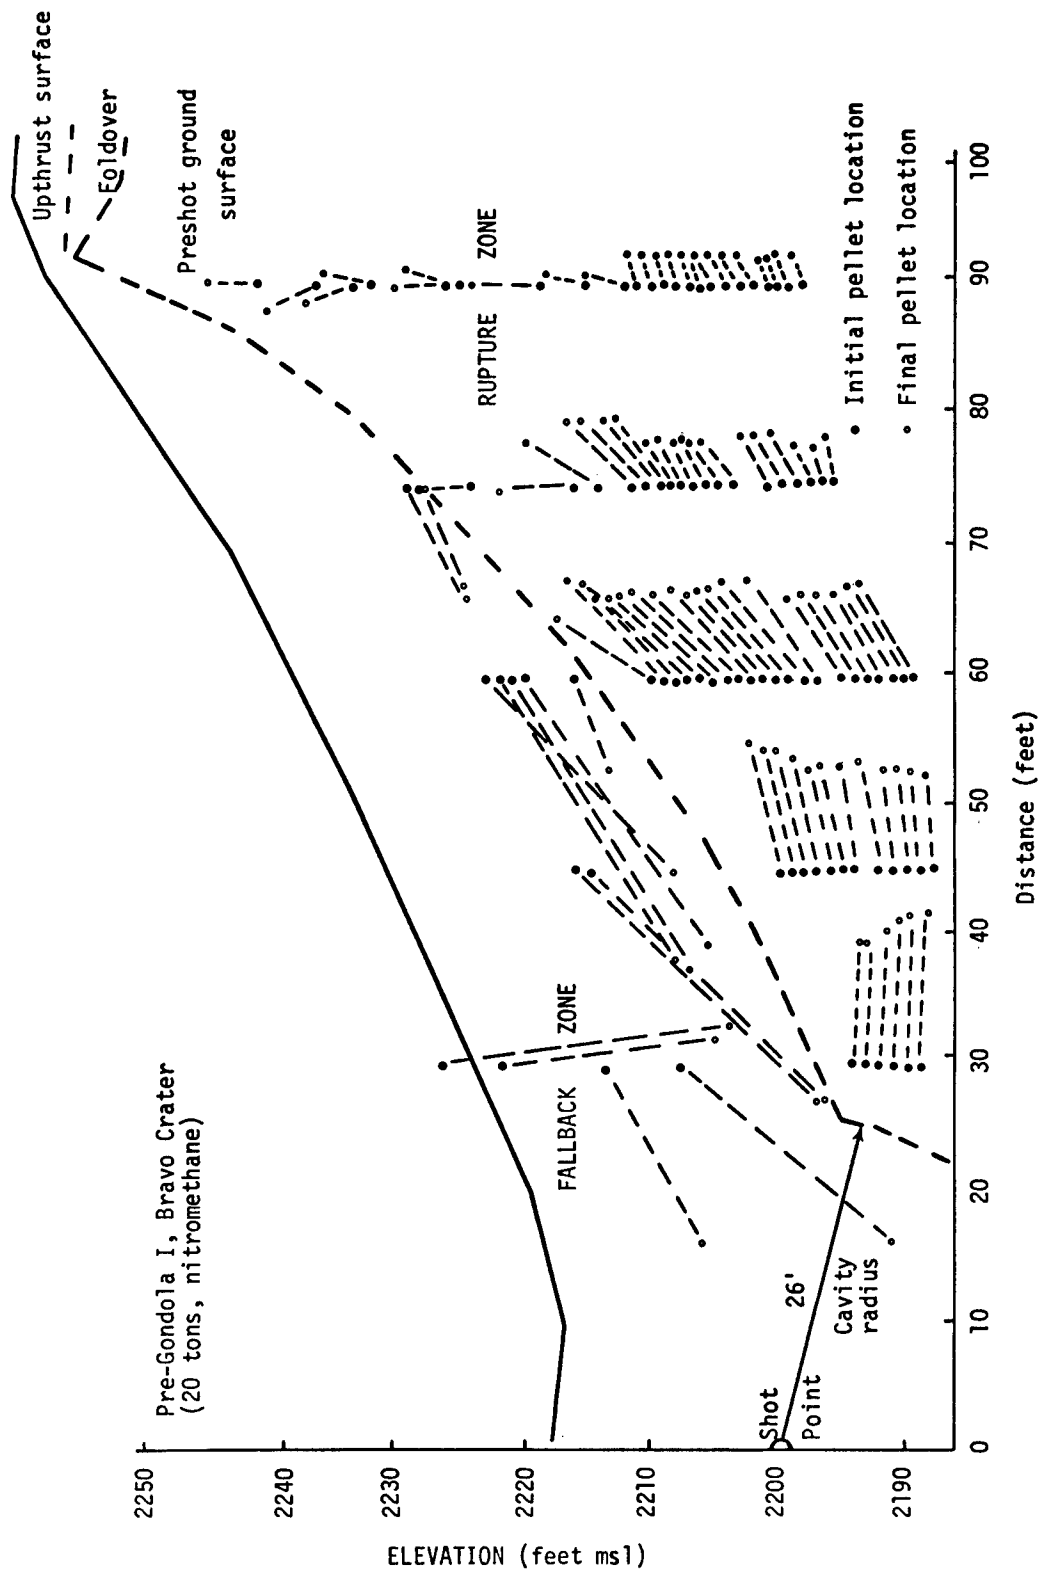 Pre-Gondola I, Bravo Crater
(20 tons, nitromethane)
Upthrust surface
Foldover
Preshot ground
surface
RUPTURE ZONE
FALLBACK ZONE
Initial pellet location
Final pellet location
Shot
Point
26'
Cavity
radius
ELEVATION (feet msl)
2250
2240
2230
2220
2210
2200
2190
0 10 20 30 40 50 60 70 80 90 100
Distance (feet)